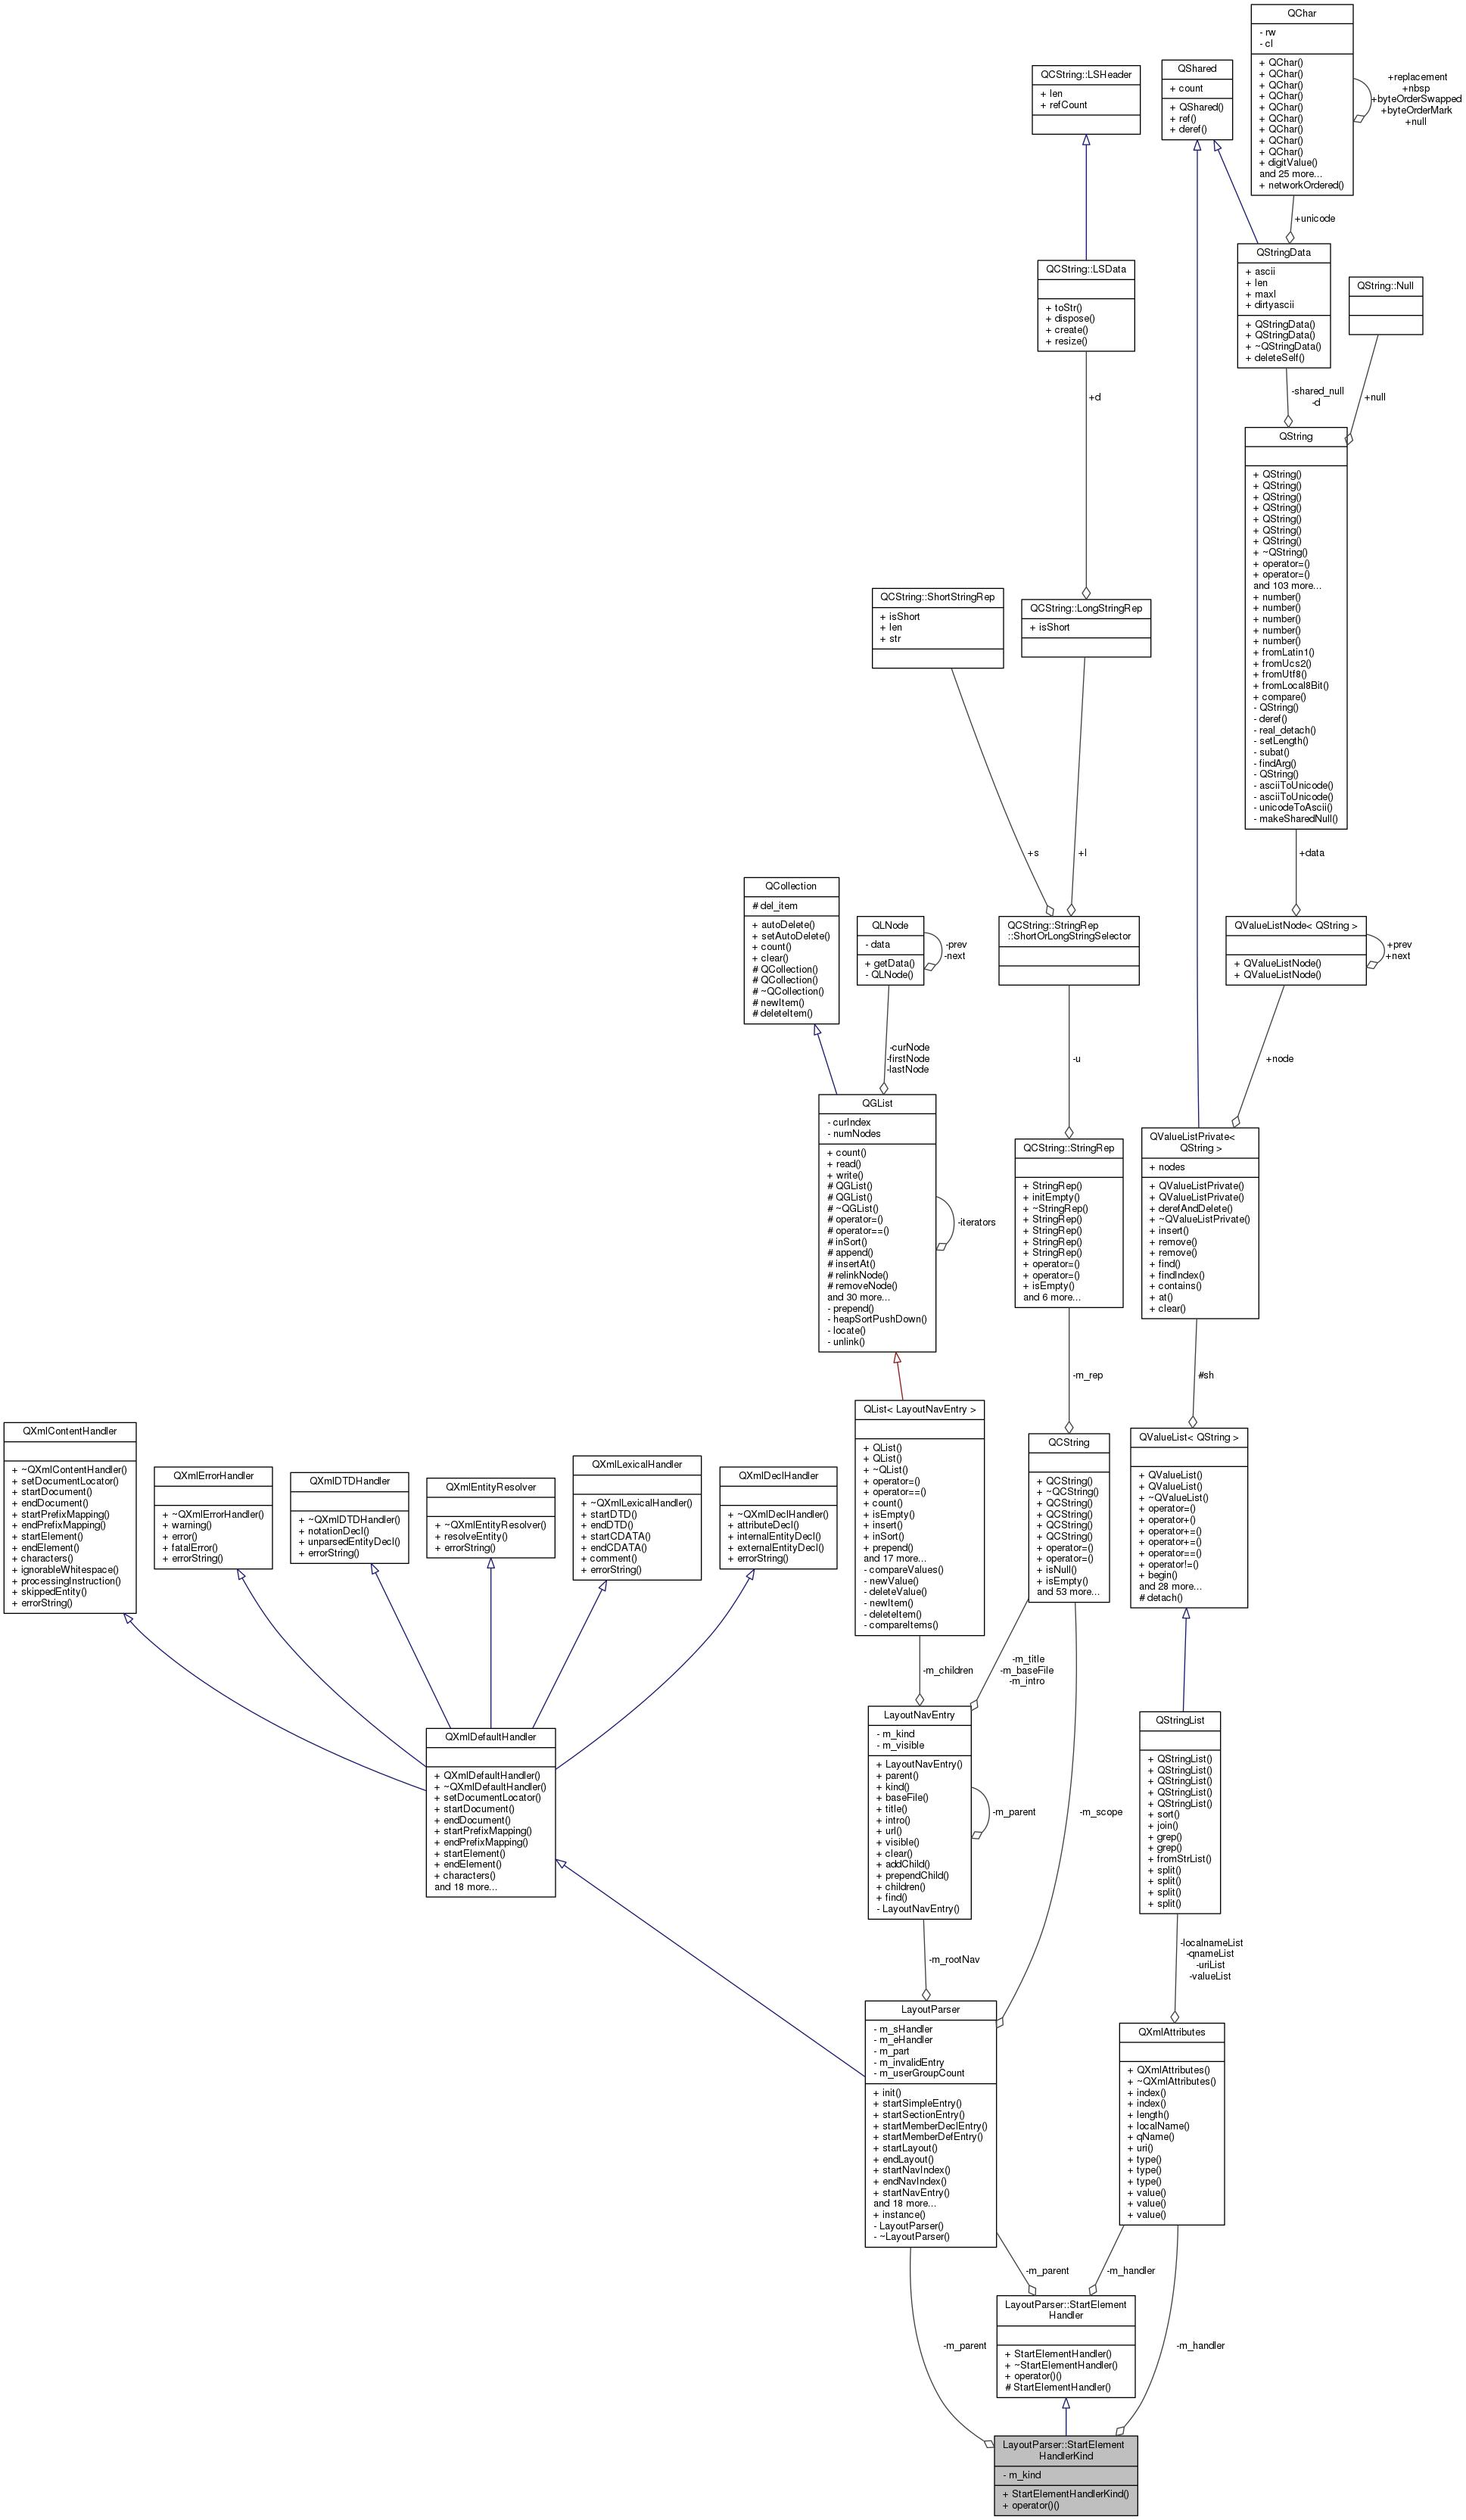 QChar
- rw
- cl
+ QChar()
+ QChar()
+ QChar()
+ QChar()
+ QChar()
+ QChar()
+ QChar()
+ QChar()
+ QChar()
+ digitValue()
and 25 more...
+ networkOrdered()
+replacement
+nbsp
+byteOrderSwapped
+byteOrderMark
+null
QShared
+ count
+ QShared()
+ ref()
+ deref()
QCString::LSHeader
+ len
+ refCount
+unicode
QStringData
+ ascii
+ len
+ maxl
+ dirtyascii
+ QStringData()
+ QStringData()
+ ~QStringData()
+ deleteSelf()
QCString::LSData
+ toStr()
+ dispose()
+ create()
+ resize()
QString::Null
-shared_null
-d
+null
+d
QString
+ QString()
+ QString()
+ QString()
+ QString()
+ QString()
+ QString()
+ QString()
+ ~QString()
+ operator=()
+ operator=()
and 103 more...
+ number()
+ number()
+ number()
+ number()
+ number()
+ fromLatin1()
+ fromUcs2()
+ fromUtf8()
+ fromLocal8Bit()
+ compare()
- QString()
- deref()
- real_detach()
- setLength()
- subat()
- findArg()
- QString()
- asciiToUnicode()
- asciiToUnicode()
- unicodeToAscii()
- makeSharedNull()
QCString::ShortStringRep
+ isShort
+ len
+ str
QCString::LongStringRep
+ isShort
+s
+l
+data
QCollection
# del_item
+ autoDelete()
+ setAutoDelete()
+ count()
+ clear()
# QCollection()
# QCollection()
# ~QCollection()
# newItem()
# deleteItem()
QLNode
- data
+ getData()
- QLNode()
-prev
-next
QCString::StringRep
::ShortOrLongStringSelector
QValueListNode< QString >
+ QValueListNode()
+ QValueListNode()
+prev
+next
-curNode
-firstNode
-lastNode
-u
+node
QGList
- curIndex
- numNodes
+ count()
+ read()
+ write()
# QGList()
# QGList()
# ~QGList()
# operator=()
# operator==()
# inSort()
# append()
# insertAt()
# relinkNode()
# removeNode()
and 30 more...
- prepend()
- heapSortPushDown()
- locate()
- unlink()
-iterators
QCString::StringRep
+ StringRep()
+ initEmpty()
+ ~StringRep()
+ StringRep()
+ StringRep()
+ StringRep()
+ StringRep()
+ operator=()
+ operator=()
+ isEmpty()
and 6 more...
QValueListPrivate<
QString >
+ nodes
+ QValueListPrivate()
+ QValueListPrivate()
+ derefAndDelete()
+ ~QValueListPrivate()
+ insert()
+ remove()
+ remove()
+ find()
+ findIndex()
+ contains()
+ at()
+ clear()
-m_rep
#sh
QXmlContentHandler
+ ~QXmlContentHandler()
+ setDocumentLocator()
+ startDocument()
+ endDocument()
+ startPrefixMapping()
+ endPrefixMapping()
+ startElement()
+ endElement()
+ characters()
+ ignorableWhitespace()
+ processingInstruction()
+ skippedEntity()
+ errorString()
QXmlErrorHandler
+ ~QXmlErrorHandler()
+ warning()
+ error()
+ fatalError()
+ errorString()
QXmlDTDHandler
+ ~QXmlDTDHandler()
+ notationDecl()
+ unparsedEntityDecl()
+ errorString()
QXmlEntityResolver
+ ~QXmlEntityResolver()
+ resolveEntity()
+ errorString()
QXmlLexicalHandler
+ ~QXmlLexicalHandler()
+ startDTD()
+ endDTD()
+ startCDATA()
+ endCDATA()
+ comment()
+ errorString()
QXmlDeclHandler
+ ~QXmlDeclHandler()
+ attributeDecl()
+ internalEntityDecl()
+ externalEntityDecl()
+ errorString()
QList< LayoutNavEntry >
+ QList()
+ QList()
+ ~QList()
+ operator=()
+ operator==()
+ count()
+ isEmpty()
+ insert()
+ inSort()
+ prepend()
and 17 more...
- compareValues()
- newValue()
- deleteValue()
- newItem()
- deleteItem()
- compareItems()
QCString
+ QCString()
+ ~QCString()
+ QCString()
+ QCString()
+ QCString()
+ QCString()
+ operator=()
+ operator=()
+ isNull()
+ isEmpty()
and 53 more...
QValueList< QString >
+ QValueList()
+ QValueList()
+ ~QValueList()
+ operator=()
+ operator+()
+ operator+=()
+ operator+=()
+ operator==()
+ operator!=()
+ begin()
and 28 more...
# detach()
-m_children
-m_title
-m_baseFile
-m_intro
QXmlDefaultHandler
+ QXmlDefaultHandler()
+ ~QXmlDefaultHandler()
+ setDocumentLocator()
+ startDocument()
+ endDocument()
+ startPrefixMapping()
+ endPrefixMapping()
+ startElement()
+ endElement()
+ characters()
and 18 more...
LayoutNavEntry
- m_kind
- m_visible
+ LayoutNavEntry()
+ parent()
+ kind()
+ baseFile()
+ title()
+ intro()
+ url()
+ visible()
+ clear()
+ addChild()
+ prependChild()
+ children()
+ find()
- LayoutNavEntry()
-m_parent
-m_scope
QStringList
+ QStringList()
+ QStringList()
+ QStringList()
+ QStringList()
+ QStringList()
+ sort()
+ join()
+ grep()
+ grep()
+ fromStrList()
+ split()
+ split()
+ split()
+ split()
-m_rootNav
-localnameList
-qnameList
-uriList
-valueList
LayoutParser
- m_sHandler
- m_eHandler
- m_part
- m_invalidEntry
- m_userGroupCount
+ init()
+ startSimpleEntry()
+ startSectionEntry()
+ startMemberDeclEntry()
+ startMemberDefEntry()
+ startLayout()
+ endLayout()
+ startNavIndex()
+ endNavIndex()
+ startNavEntry()
and 18 more...
+ instance()
- LayoutParser()
- ~LayoutParser()
QXmlAttributes
+ QXmlAttributes()
+ ~QXmlAttributes()
+ index()
+ index()
+ length()
+ localName()
+ qName()
+ uri()
+ type()
+ type()
+ type()
+ value()
+ value()
+ value()
-m_parent
-m_handler
LayoutParser::StartElement
Handler
+ StartElementHandler()
+ ~StartElementHandler()
+ operator()()
# StartElementHandler()
-m_parent
-m_handler
LayoutParser::StartElement
HandlerKind
- m_kind
+ StartElementHandlerKind()
+ operator()()